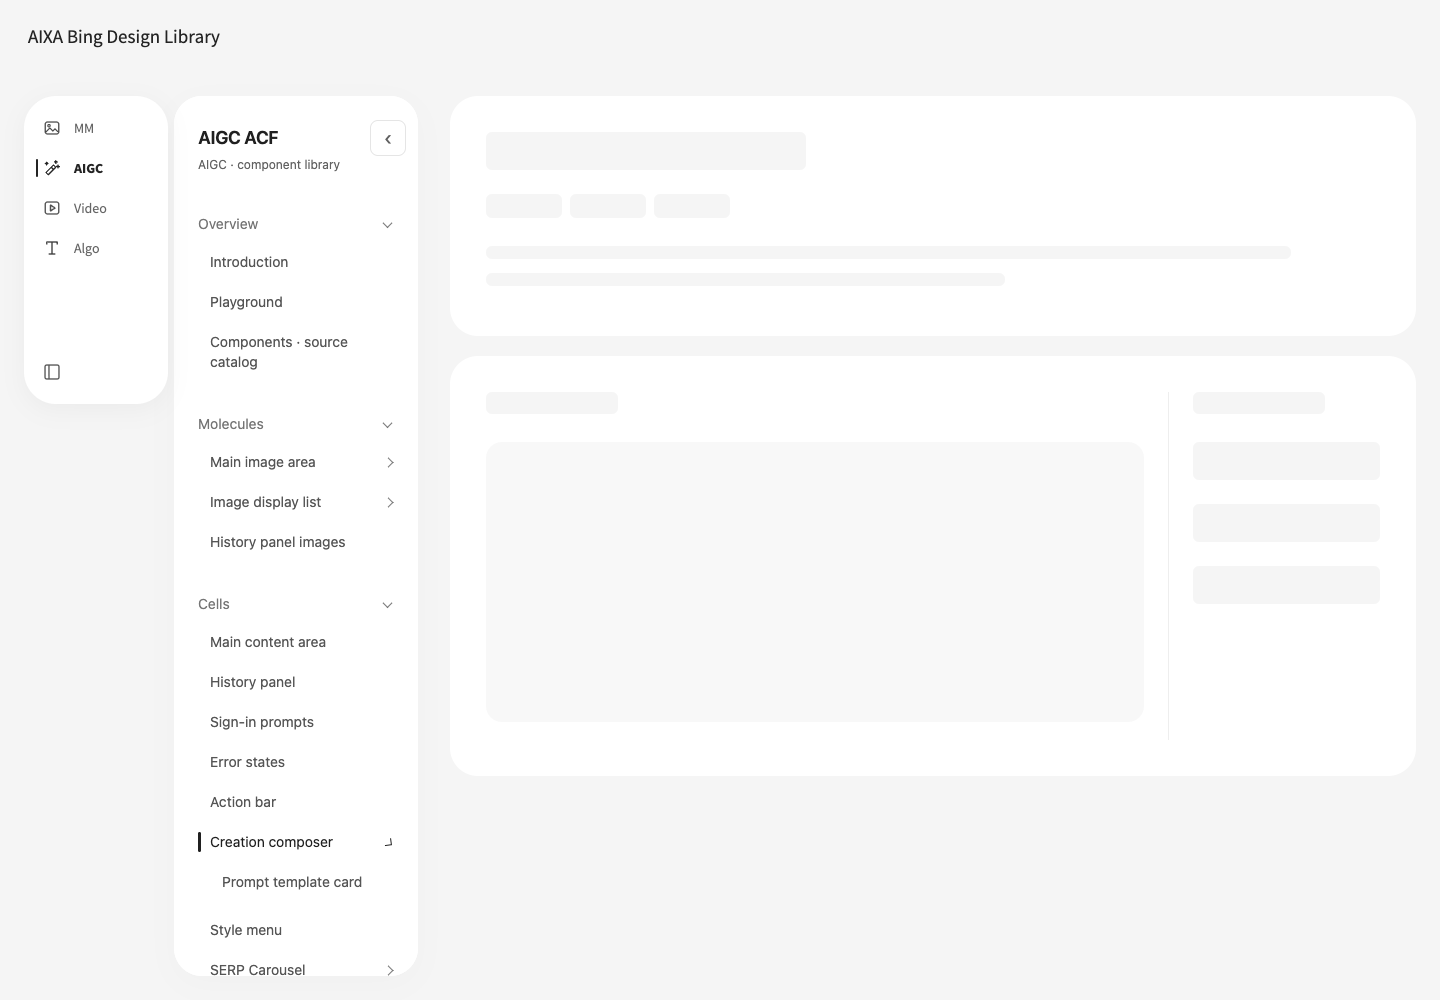 AIXA Bing Design Library
MM
AIGC
Video
Algo
AIGC ACF
AIGC · component library
Overview
Introduction
Playground
Components · source
catalog
Molecules
Main image area
Image display list
History panel images
Cells
Main content area
History panel
Sign-in prompts
Error states
Action bar
Creation composer
Prompt template card
Style menu
SERP Carousel